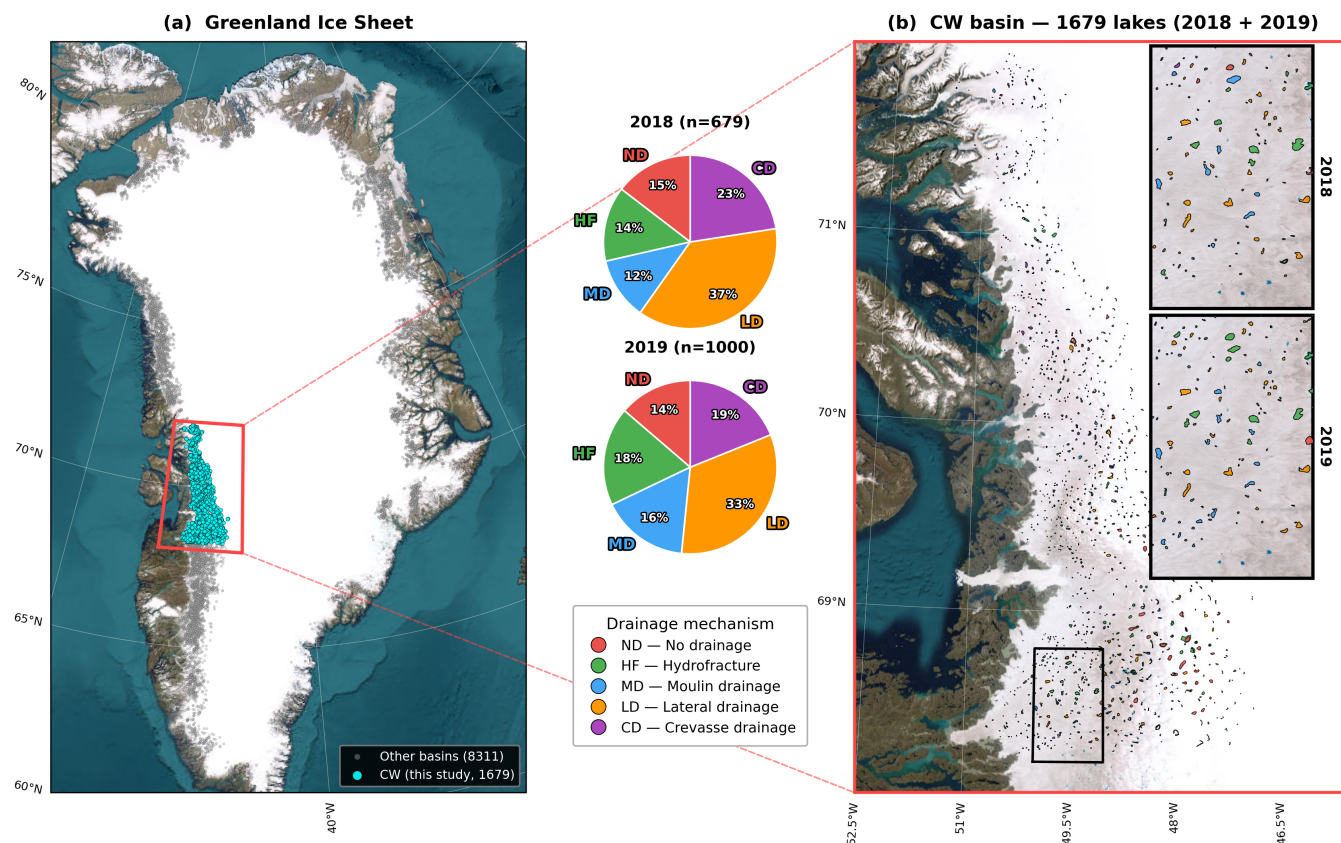 (a)  Greenland Ice Sheet
80°N
75°N
70°N
65°N
60°N
40°W
Other basins (8311)
CW (this study, 1679)
2018 (n=679)
ND
CD
HF
MD
LD
15%
23%
14%
12%
37%
2019 (n=1000)
ND
CD
HF
MD
LD
14%
19%
18%
16%
33%
Drainage mechanism
ND — No drainage
HF — Hydrofracture
MD — Moulin drainage
LD — Lateral drainage
CD — Crevasse drainage
(b)  CW basin — 1679 lakes (2018 + 2019)
71°N
70°N
69°N
52.5°W
51°W
49.5°W
48°W
46.5°W
2018
2019